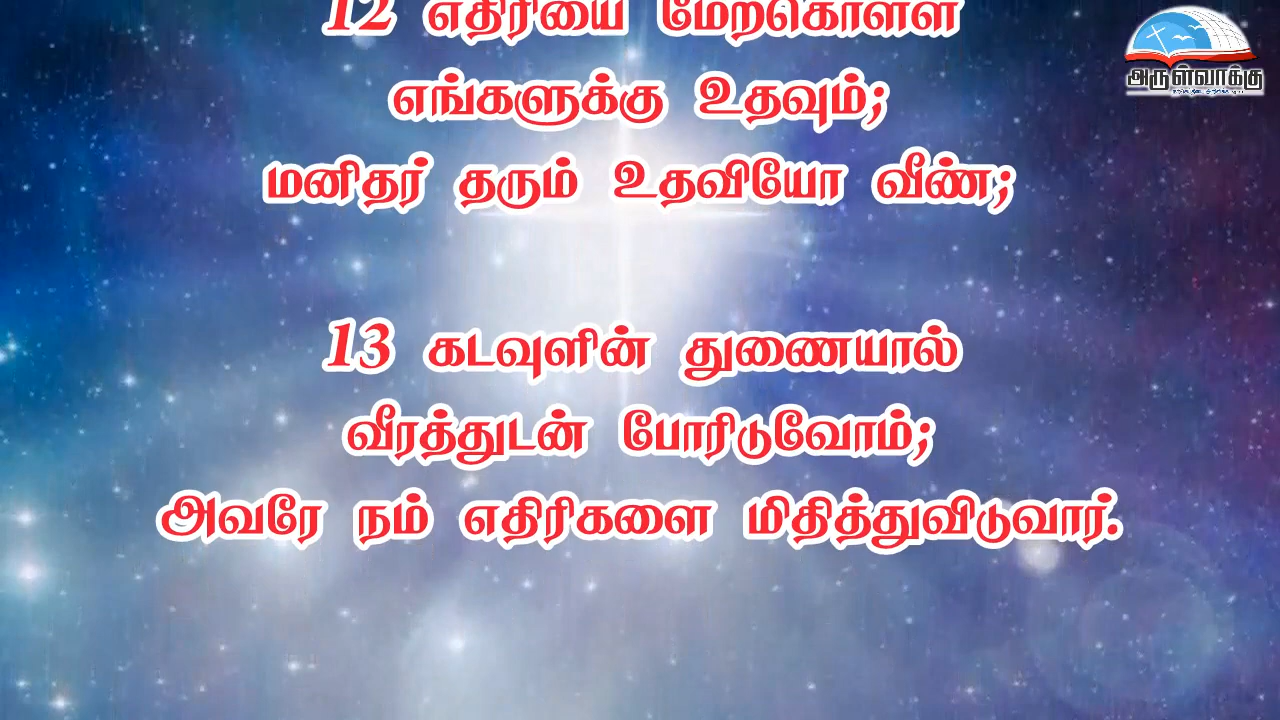 12 எதிரியை மேற்கொள்ள
எங்களுக்கு உதவும்;
மனிதர் தரும் உதவியோ வீண்;
13 கடவுளின் துணையால்
வீரத்துடன் போரிடுவோம்;
அவரே நம் எதிரிகளை மிதித்துவிடுவார்.
அருள்வாக்கு